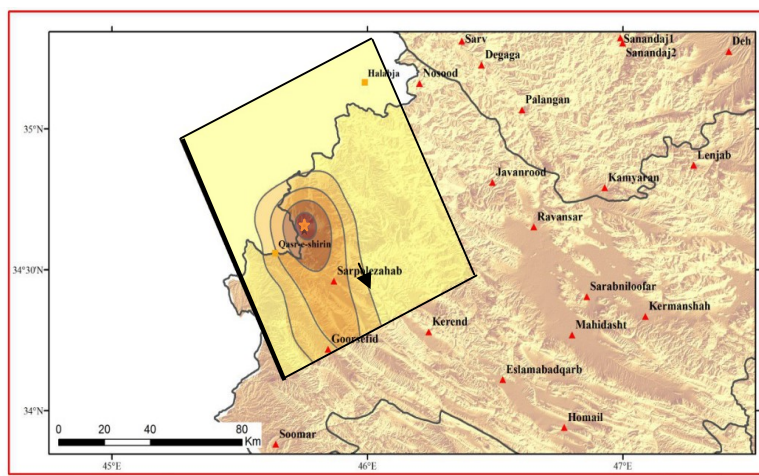 Sarv
Sanandaj1
Sanandaj2
Deh
Degaga
Halabja
Nosood
Palangan
35°N
Lenjab
Javanrood
Kamyaran
Ravansar
Qasr-e-shirin
34°30'N
Sarpolezahab
Sarabniloofar
Kermanshah
Kerend
Mahidasht
Goorsefid
Eslamabadqarb
34°N
Homail
0 20 40 80
Km
Soomar
45°E 46°E 47°E